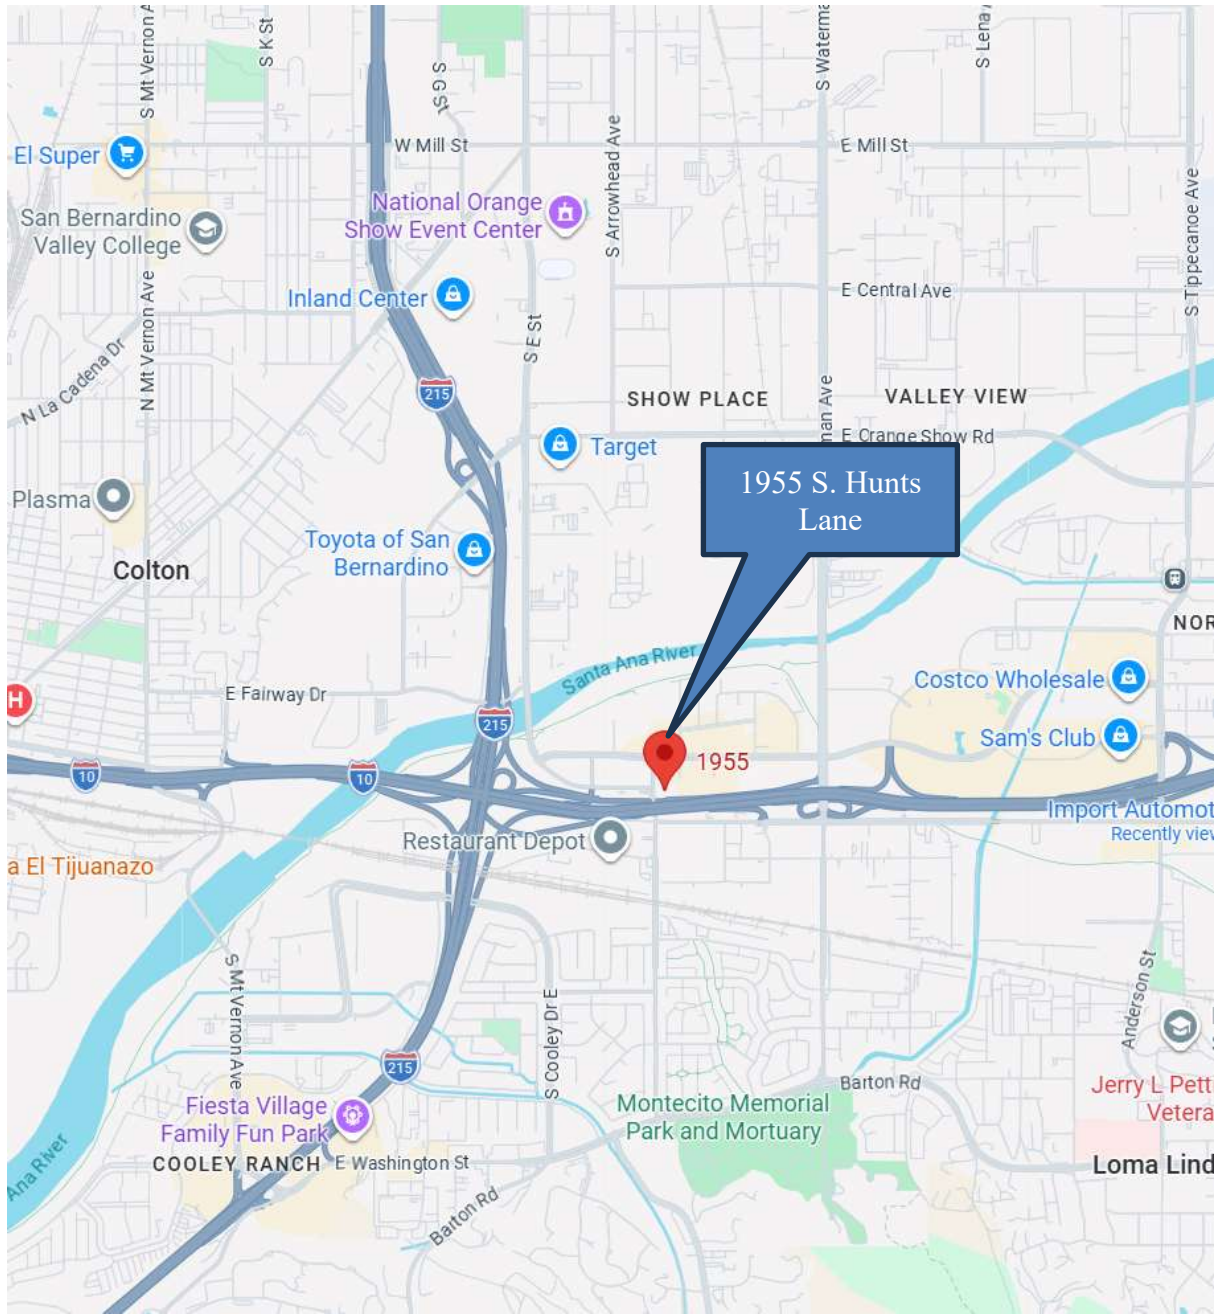 S Mt Vernon A
S K St
S G St
S Waterma
S Lena
W Mill St
E Mill St
El Super
S Arrowhead Ave
S Tippecanoe Ave
National Orange
Show Event Center
San Bernardino
Valley College
Inland Center
E Central Ave
N Mt Vernon Ave
S E St
N La Cadena Dr
215
SHOW PLACE
VALLEY VIEW
man Ave
E Orange Show Rd
Target
1955 S. Hunts
Lane
Plasma
Toyota of San
Bernardino
Colton
NOR
Santa Ana River
E Fairway Dr
H
Costco Wholesale
215
Sam's Club
1955
10
10
Import Automot
Recently view
Restaurant Depot
a El Tijuanazo
S Mt Vernon Ave
S Cooley Dr E
Anderson St
215
Barton Rd
Jerry L Petti
Vetera
Fiesta Village
Family Fun Park
Montecito Memorial
Park and Mortuary
COOLEY RANCH
E Washington St
Loma Lind
Ana River
Barton Rd